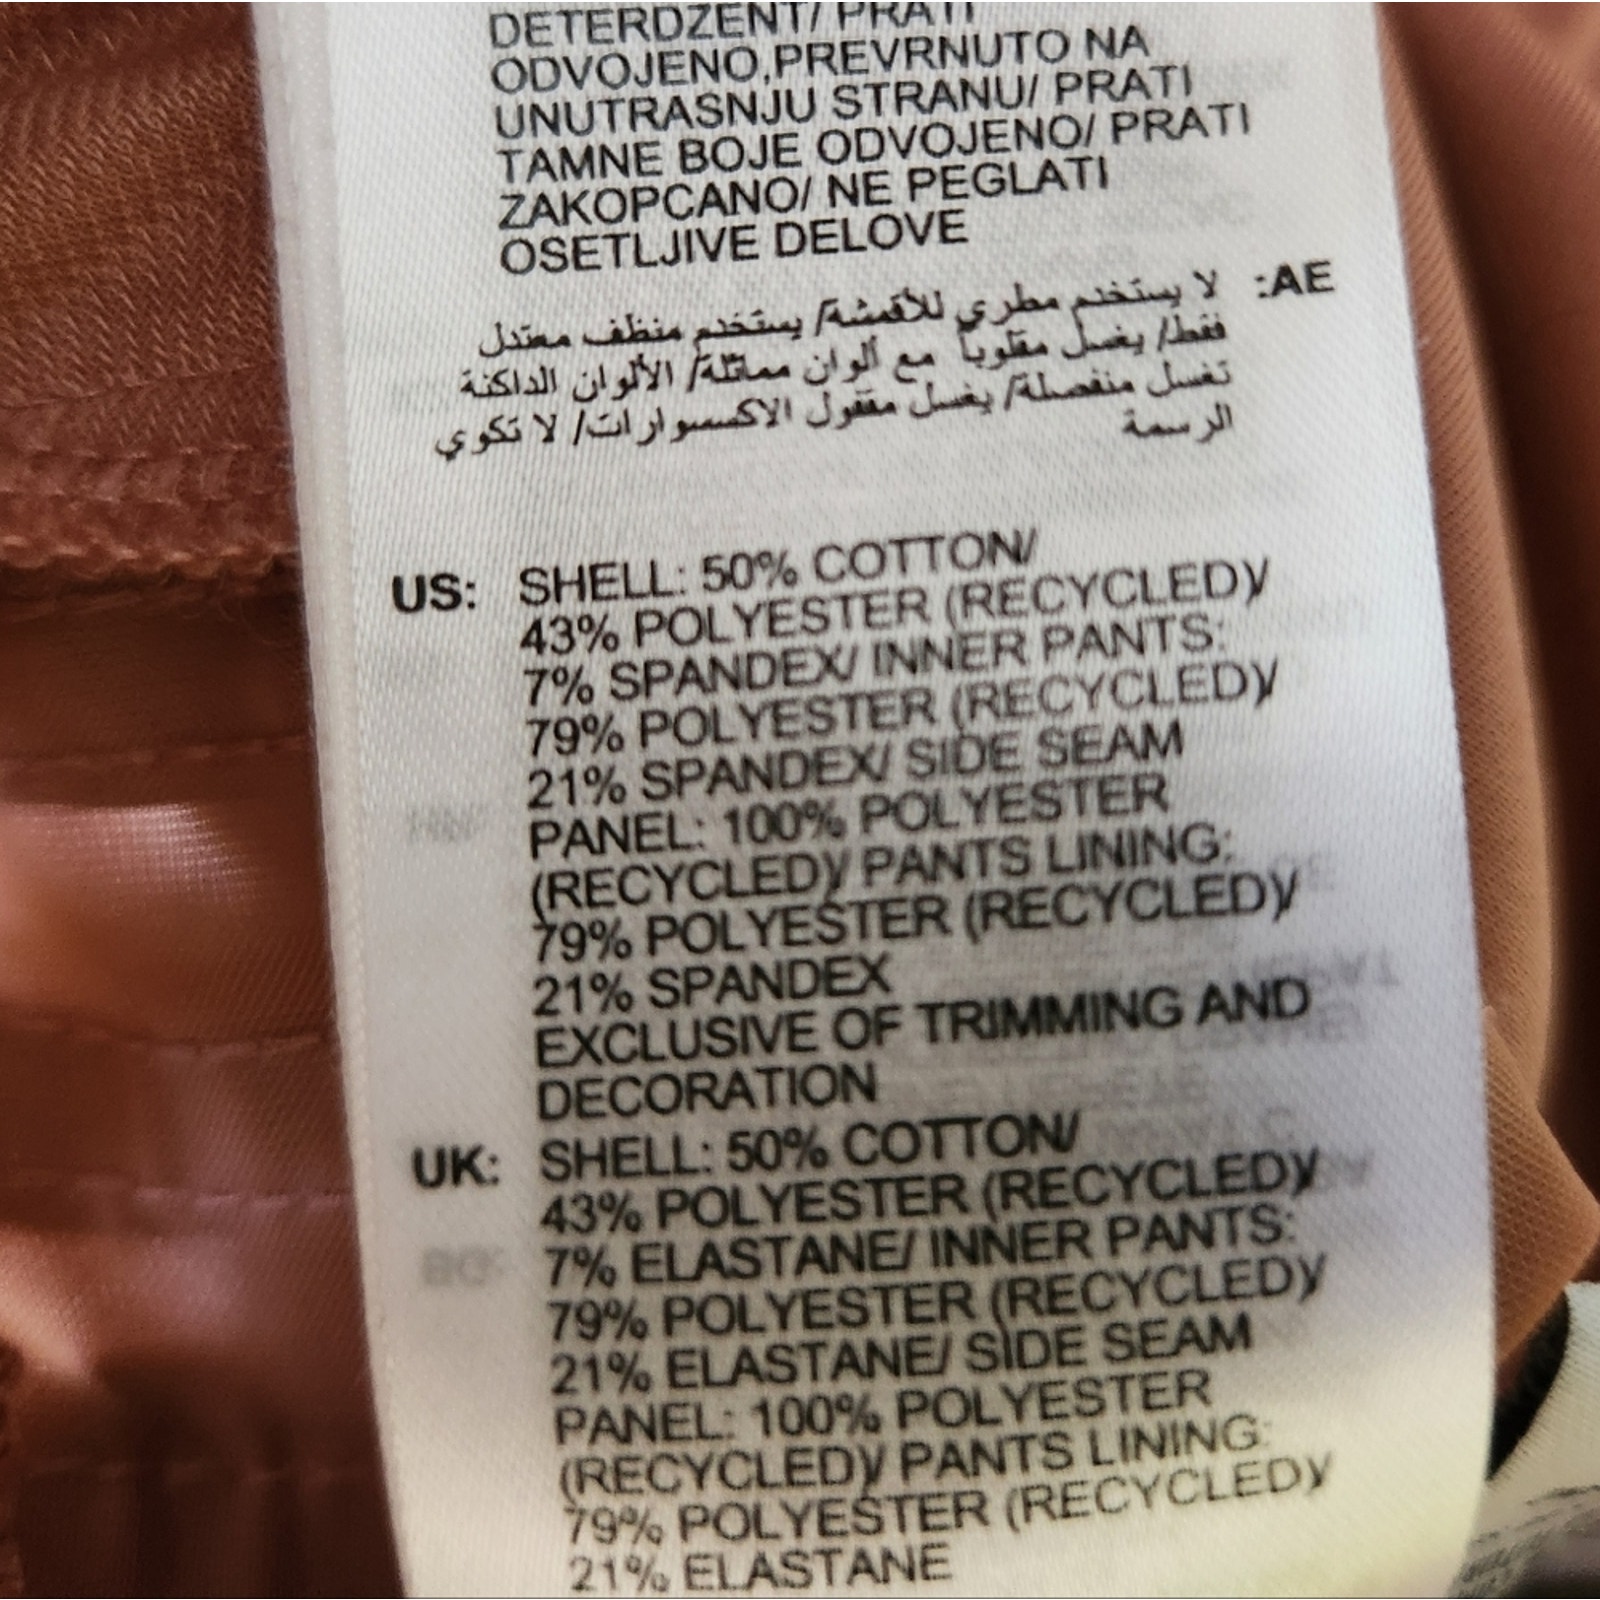 DETERDZENT/ PRATI
ODVOJENO,PREVRNUTO NA
UNUTRASNJU STRANU/ PRATI
TAMNE BOJE ODVOJENO/ PRATI
ZAKOPCANO/ NE PEGLATI
OSETLJIVE DELOVE
AE: لا يستخدم مطري للأقمشة/ يستخدم منظف معتدل
فقط/ يغسل مقلوباً مع ألوان مماثلة/ الألوان الداكنة
تغسل منفصلة/ يغسل مقفول الاكسسوارات/ لا تكوي
الرسمة
US: SHELL: 50% COTTON/
43% POLYESTER (RECYCLED)/
7% SPANDEX/ INNER PANTS:
79% POLYESTER (RECYCLED)/
21% SPANDEX/ SIDE SEAM
PANEL: 100% POLYESTER
(RECYCLED)/ PANTS LINING:
79% POLYESTER (RECYCLED)/
21% SPANDEX
EXCLUSIVE OF TRIMMING AND
DECORATION
UK: SHELL: 50% COTTON/
43% POLYESTER (RECYCLED)/
7% ELASTANE/ INNER PANTS:
79% POLYESTER (RECYCLED)/
21% ELASTANE/ SIDE SEAM
PANEL: 100% POLYESTER
(RECYCLED)/ PANTS LINING:
79% POLYESTER (RECYCLED)/
21% ELASTANE